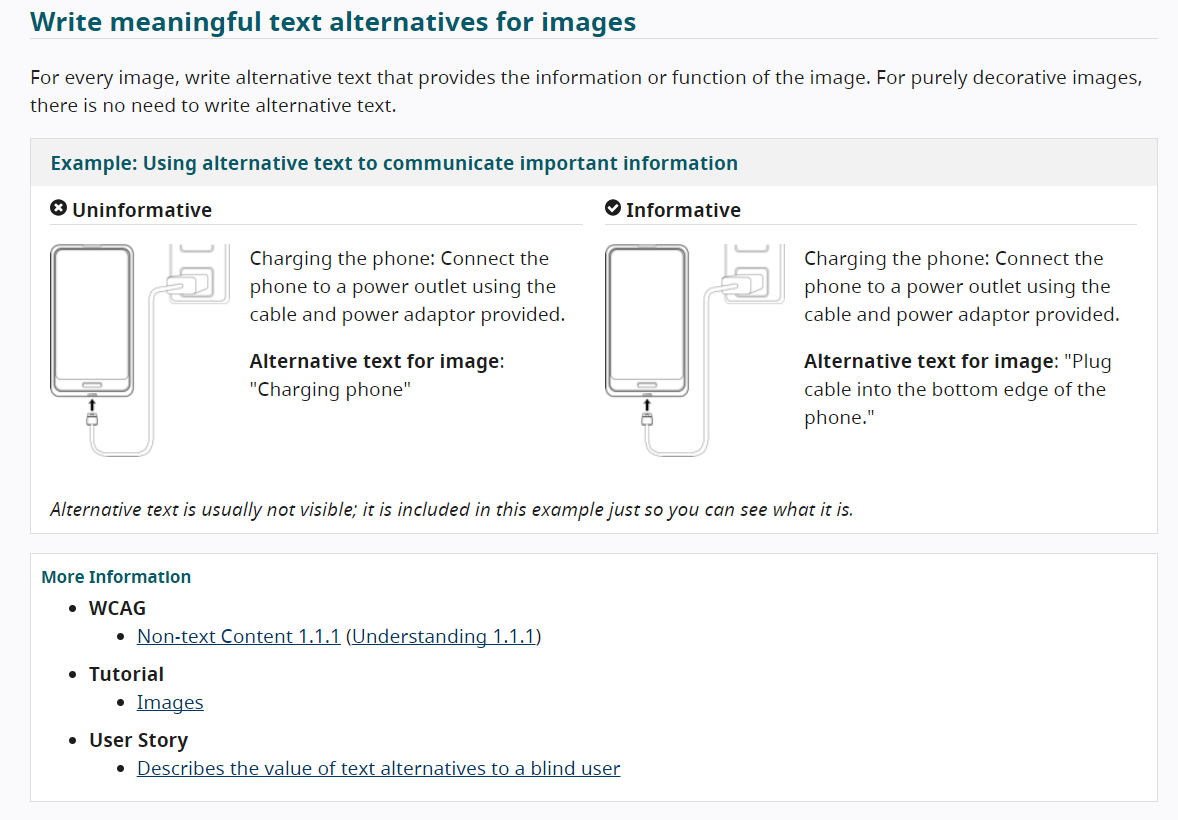 Write meaningful text alternatives for images
For every image, write alternative text that provides the information or function of the image. For purely decorative images,
there is no need to write alternative text.
Example: Using alternative text to communicate important information
Uninformative
Charging the phone: Connect the
phone to a power outlet using the
cable and power adaptor provided.
Alternative text for image:
"Charging phone"
Informative
Charging the phone: Connect the
phone to a power outlet using the
cable and power adaptor provided.
Alternative text for image: "Plug
cable into the bottom edge of the
phone."
Alternative text is usually not visible; it is included in this example just so you can see what it is.
More Information
WCAG
Non-text Content 1.1.1 (Understanding 1.1.1)
Tutorial
Images
User Story
Describes the value of text alternatives to a blind user